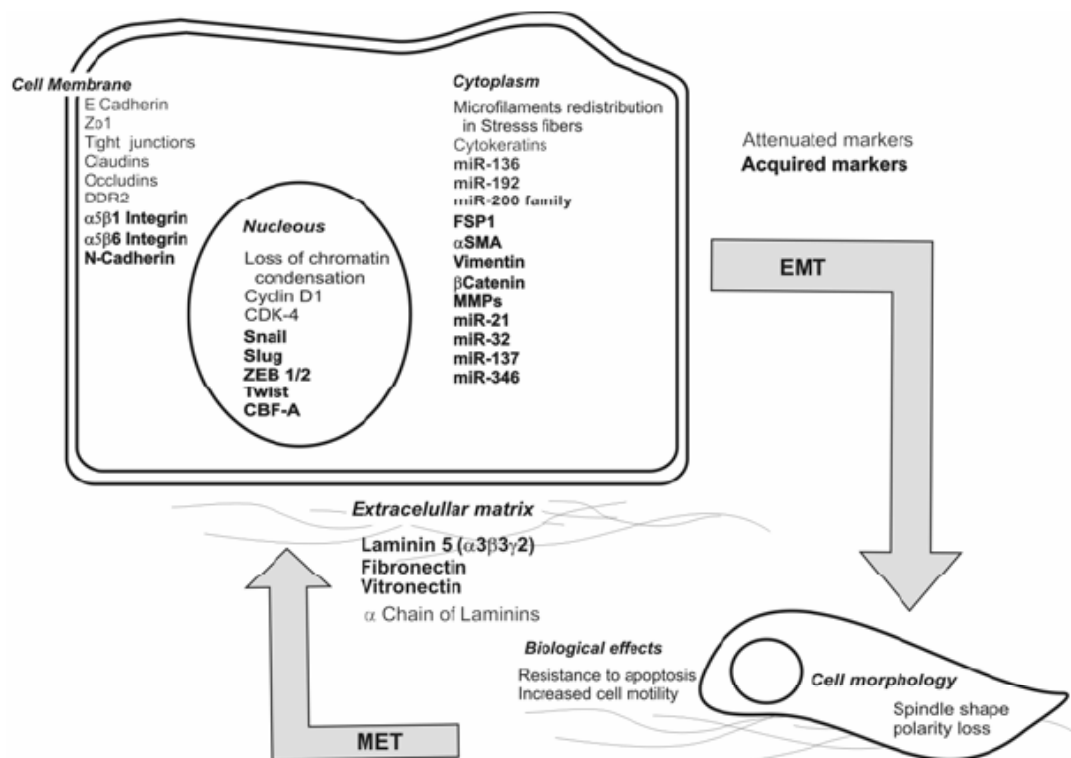 Cell Membrane
E Cadherin
Zo1
Tight junctions
Claudins
Occludins
DDR2
α5β1 Integrin
α5β6 Integrin
N-Cadherin
Nucleous
Loss of chromatin
condensation
Cyclin D1
CDK-4
Snail
Slug
ZEB 1/2
Twist
CBF-A
Cytoplasm
Microfilaments redistribution
in Stresss fibers
Cytokeratins
miR-136
miR-192
miR-200 family
FSP1
αSMA
Vimentin
βCatenin
MMPs
miR-21
miR-32
miR-137
miR-346
Attenuated markers
Acquired markers
EMT
Extracelullar matrix
Laminin 5 (α3β3γ2)
Fibronectin
Vitronectin
α Chain of Laminins
Biological effects
Resistance to apoptosis
Increased cell motility
Cell morphology
Spindle shape
polarity loss
MET